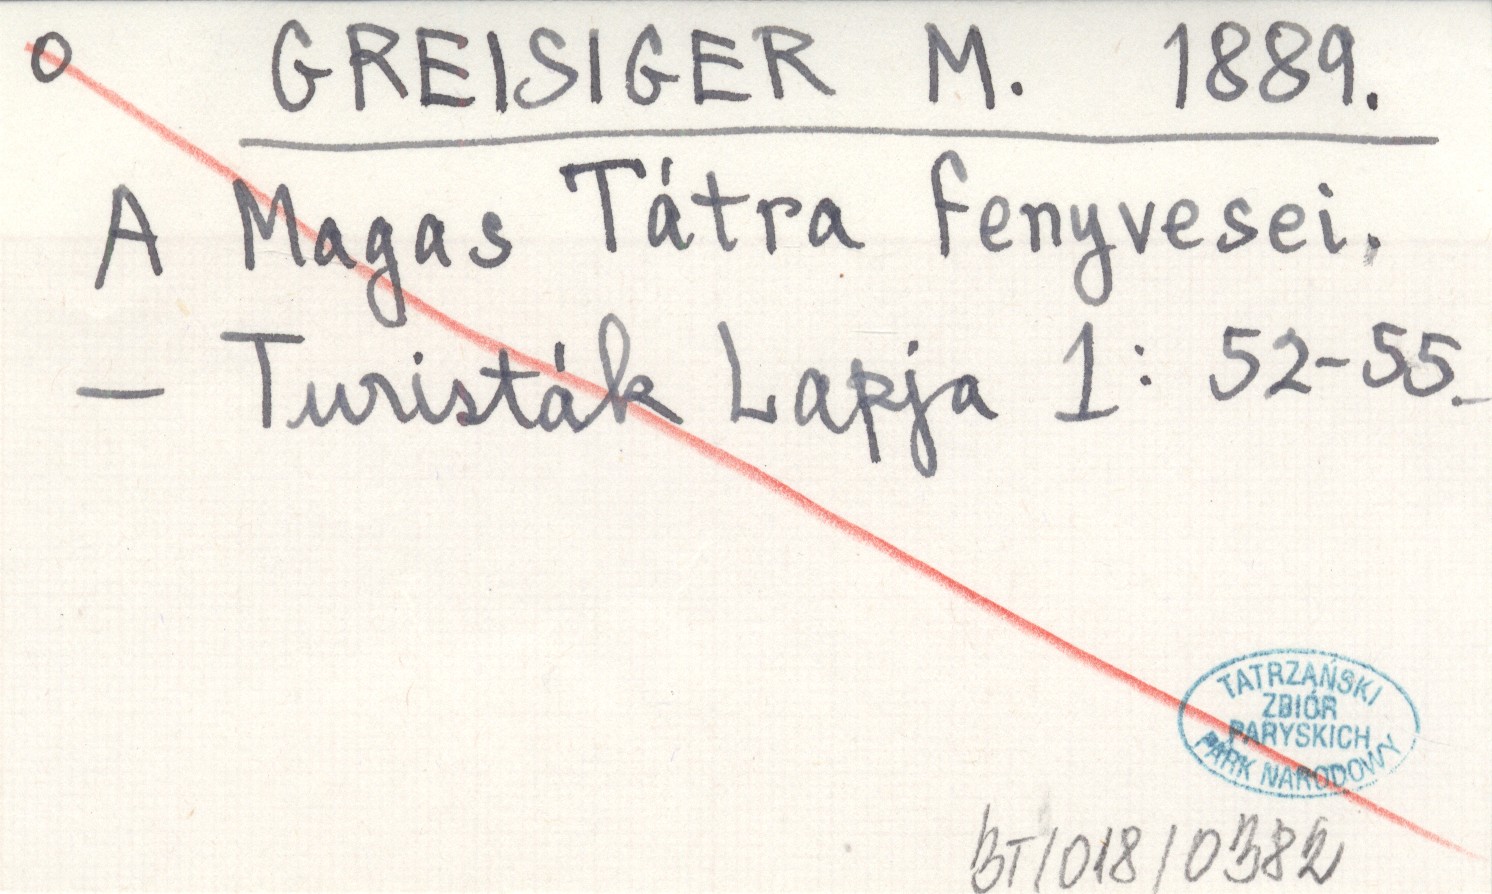 o GREISIGER M. 1889.
A Magas Tátra fenyvesei.
— Turisták Lapja 1: 52-55.
TATRZAŃSKI
ZBIÓR
PARYSKICH
PARK NARODOWY
BT/018/0382